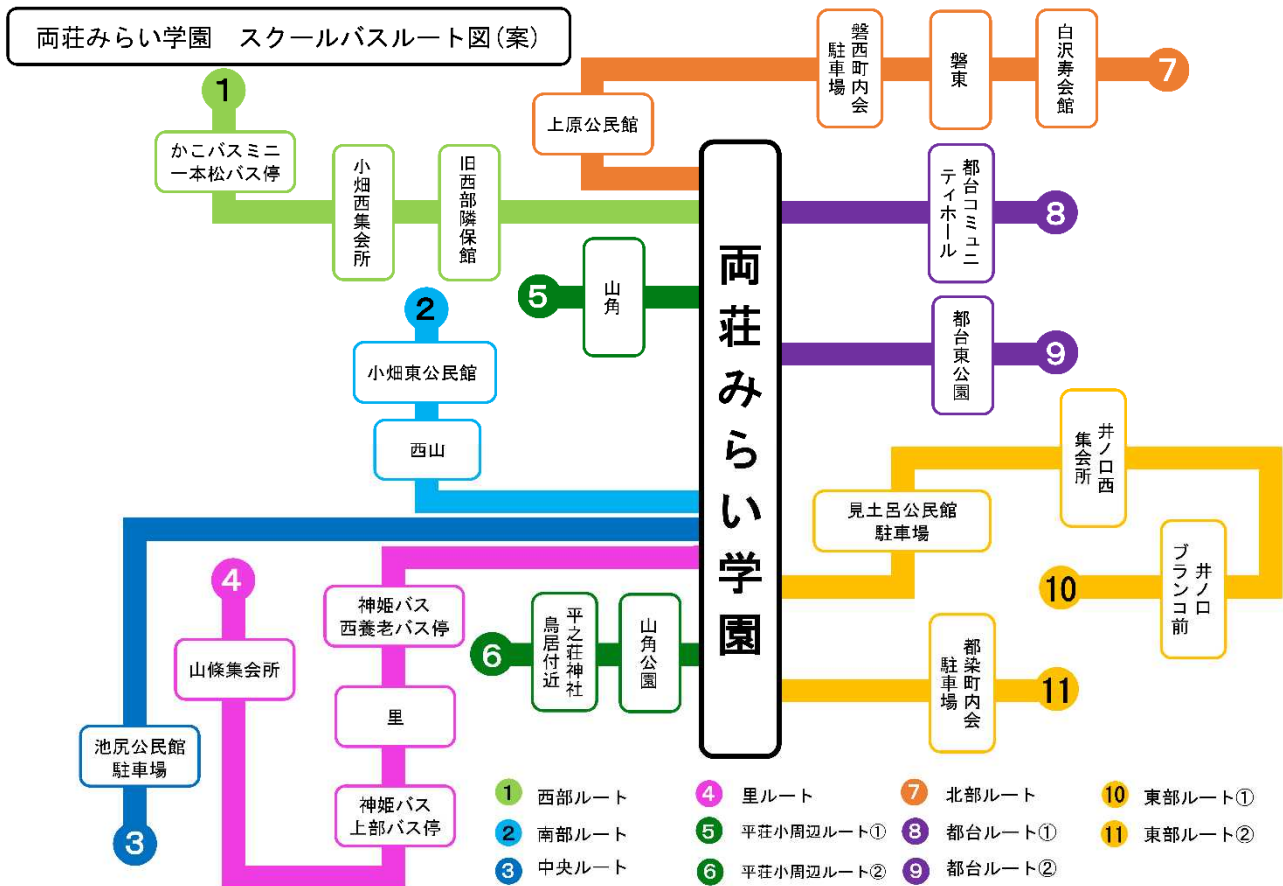 両荘みらい学園　スクールバスルート図(案)
1
かこバスミニ
一本松バス停
小畑西集会所
旧西部隣保館
上原公民館
磐西町内会
駐車場
磐東
白沢寿会館
7
都台コミュニ
ティホール
8
5
山角
2
小畑東公民館
西山
都台東公園
9
両荘みらい学園
井ノ口西
集会所
見土呂公民館
駐車場
10
井ノ口
ブランコ前
4
山條集会所
神姫バス
西養老バス停
里
神姫バス
上部バス停
6
平之荘神社
鳥居付近
山角公園
都染町内会
駐車場
11
池尻公民館
駐車場
3
1 西部ルート
2 南部ルート
3 中央ルート
4 里ルート
5 平荘小周辺ルート①
6 平荘小周辺ルート②
7 北部ルート
8 都台ルート①
9 都台ルート②
10 東部ルート①
11 東部ルート②